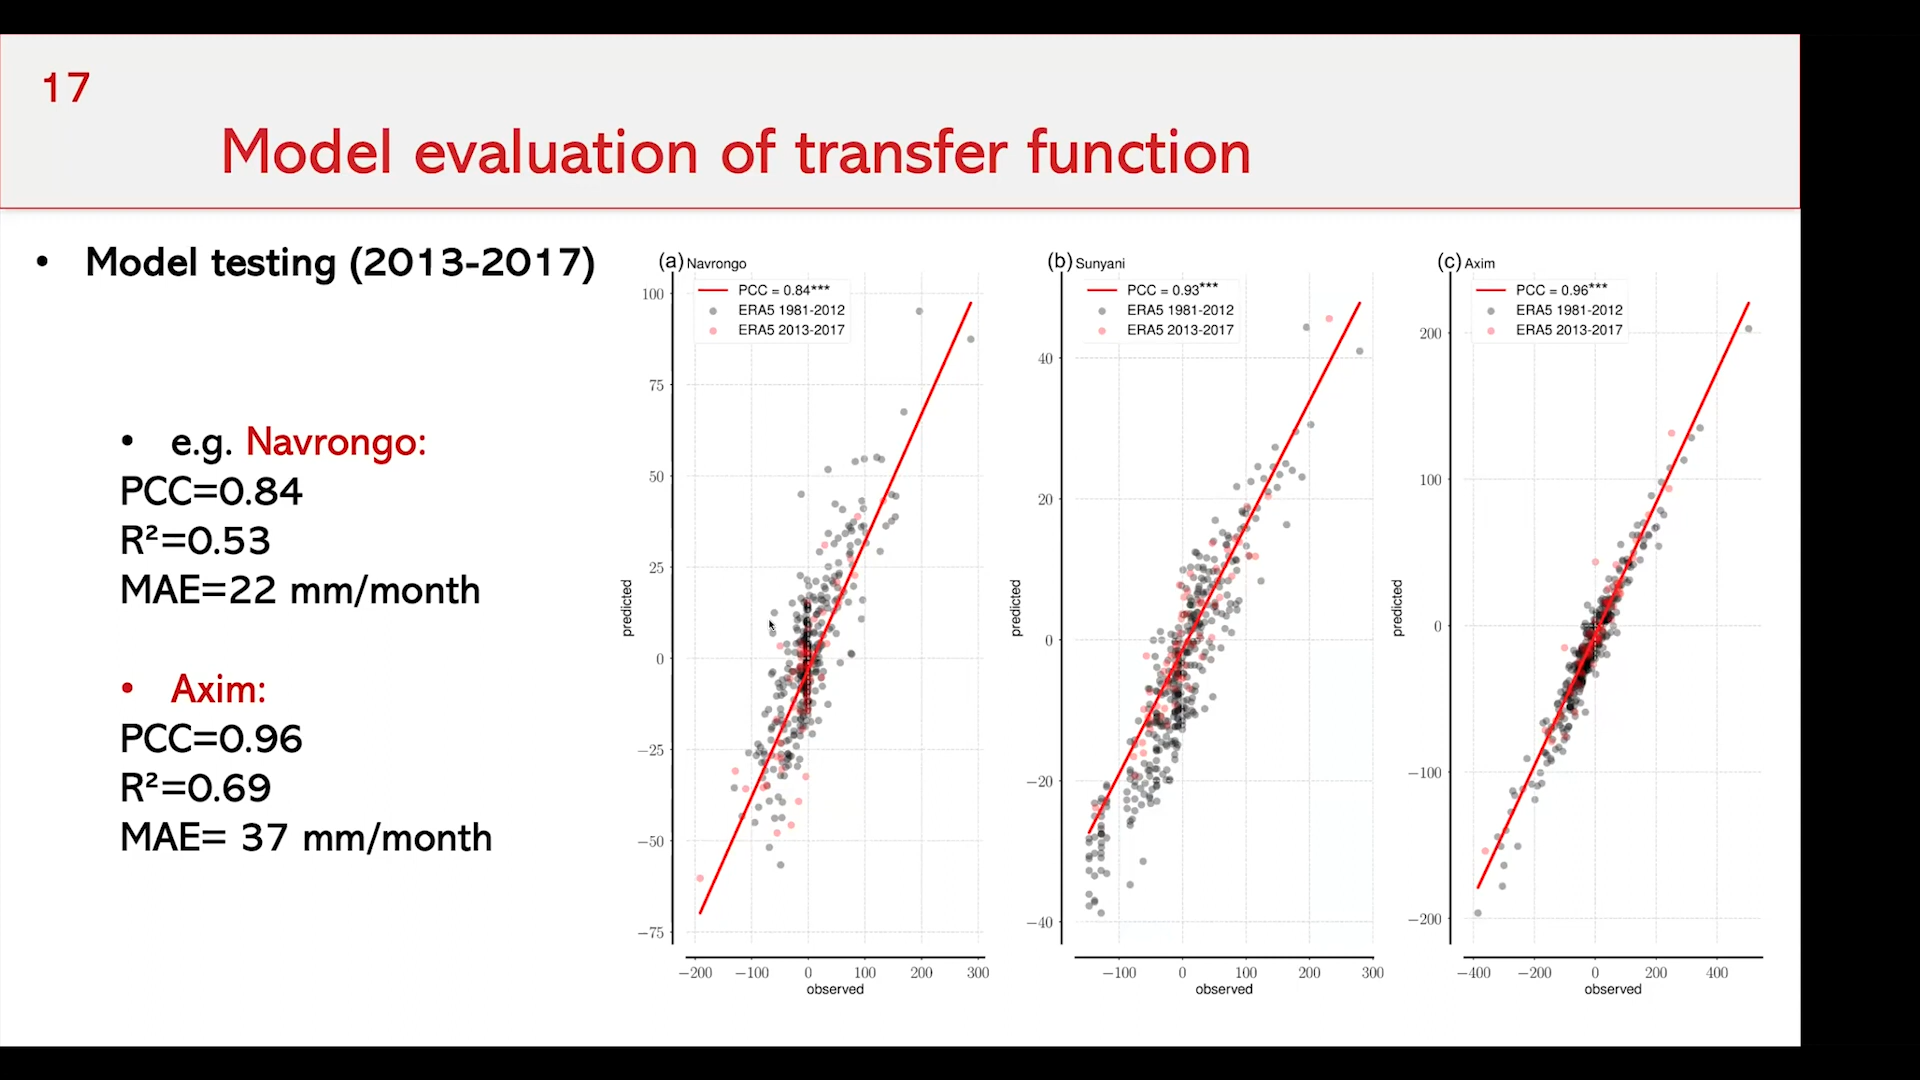 17
Model evaluation of transfer function
• Model testing (2013-2017)
• e.g. Navrongo:
PCC=0.84
R²=0.53
MAE=22 mm/month
• Axim:
PCC=0.96
R²=0.69
MAE= 37 mm/month
(a) Navrongo
PCC = 0.84***
ERA5 1981-2012
ERA5 2013-2017
100
75
50
25
0
−25
−50
−75
predicted
−200 −100 0 100 200 300
observed
(b) Sunyani
PCC = 0.93***
ERA5 1981-2012
ERA5 2013-2017
40
20
0
−20
−40
predicted
−100 0 100 200 300
observed
(c) Axim
PCC = 0.96***
ERA5 1981-2012
ERA5 2013-2017
200
100
0
−100
−200
predicted
−400 −200 0 200 400
observed